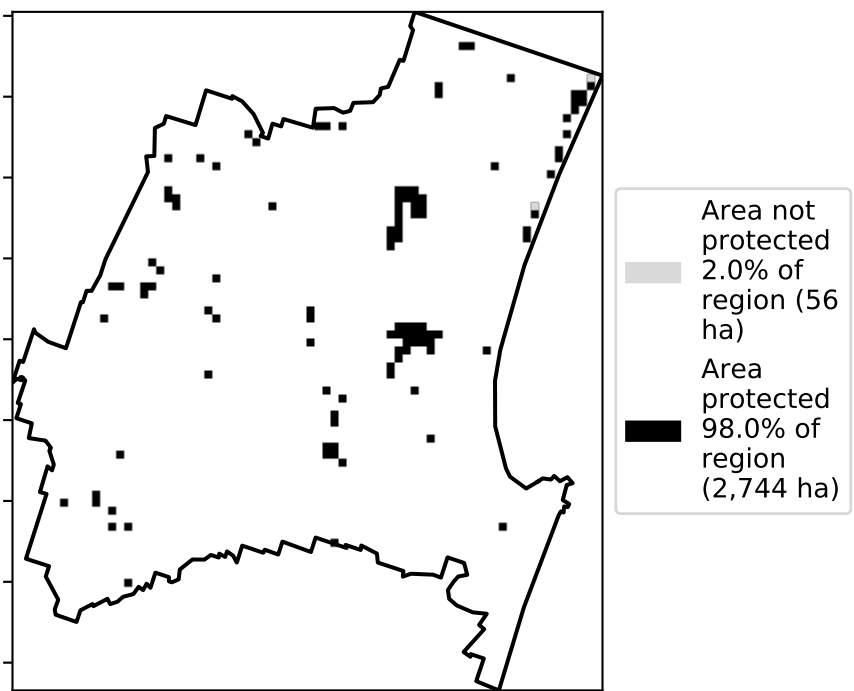 Area not
protected
2.0% of
region (56
ha)
Area
protected
98.0% of
region
(2,744 ha)